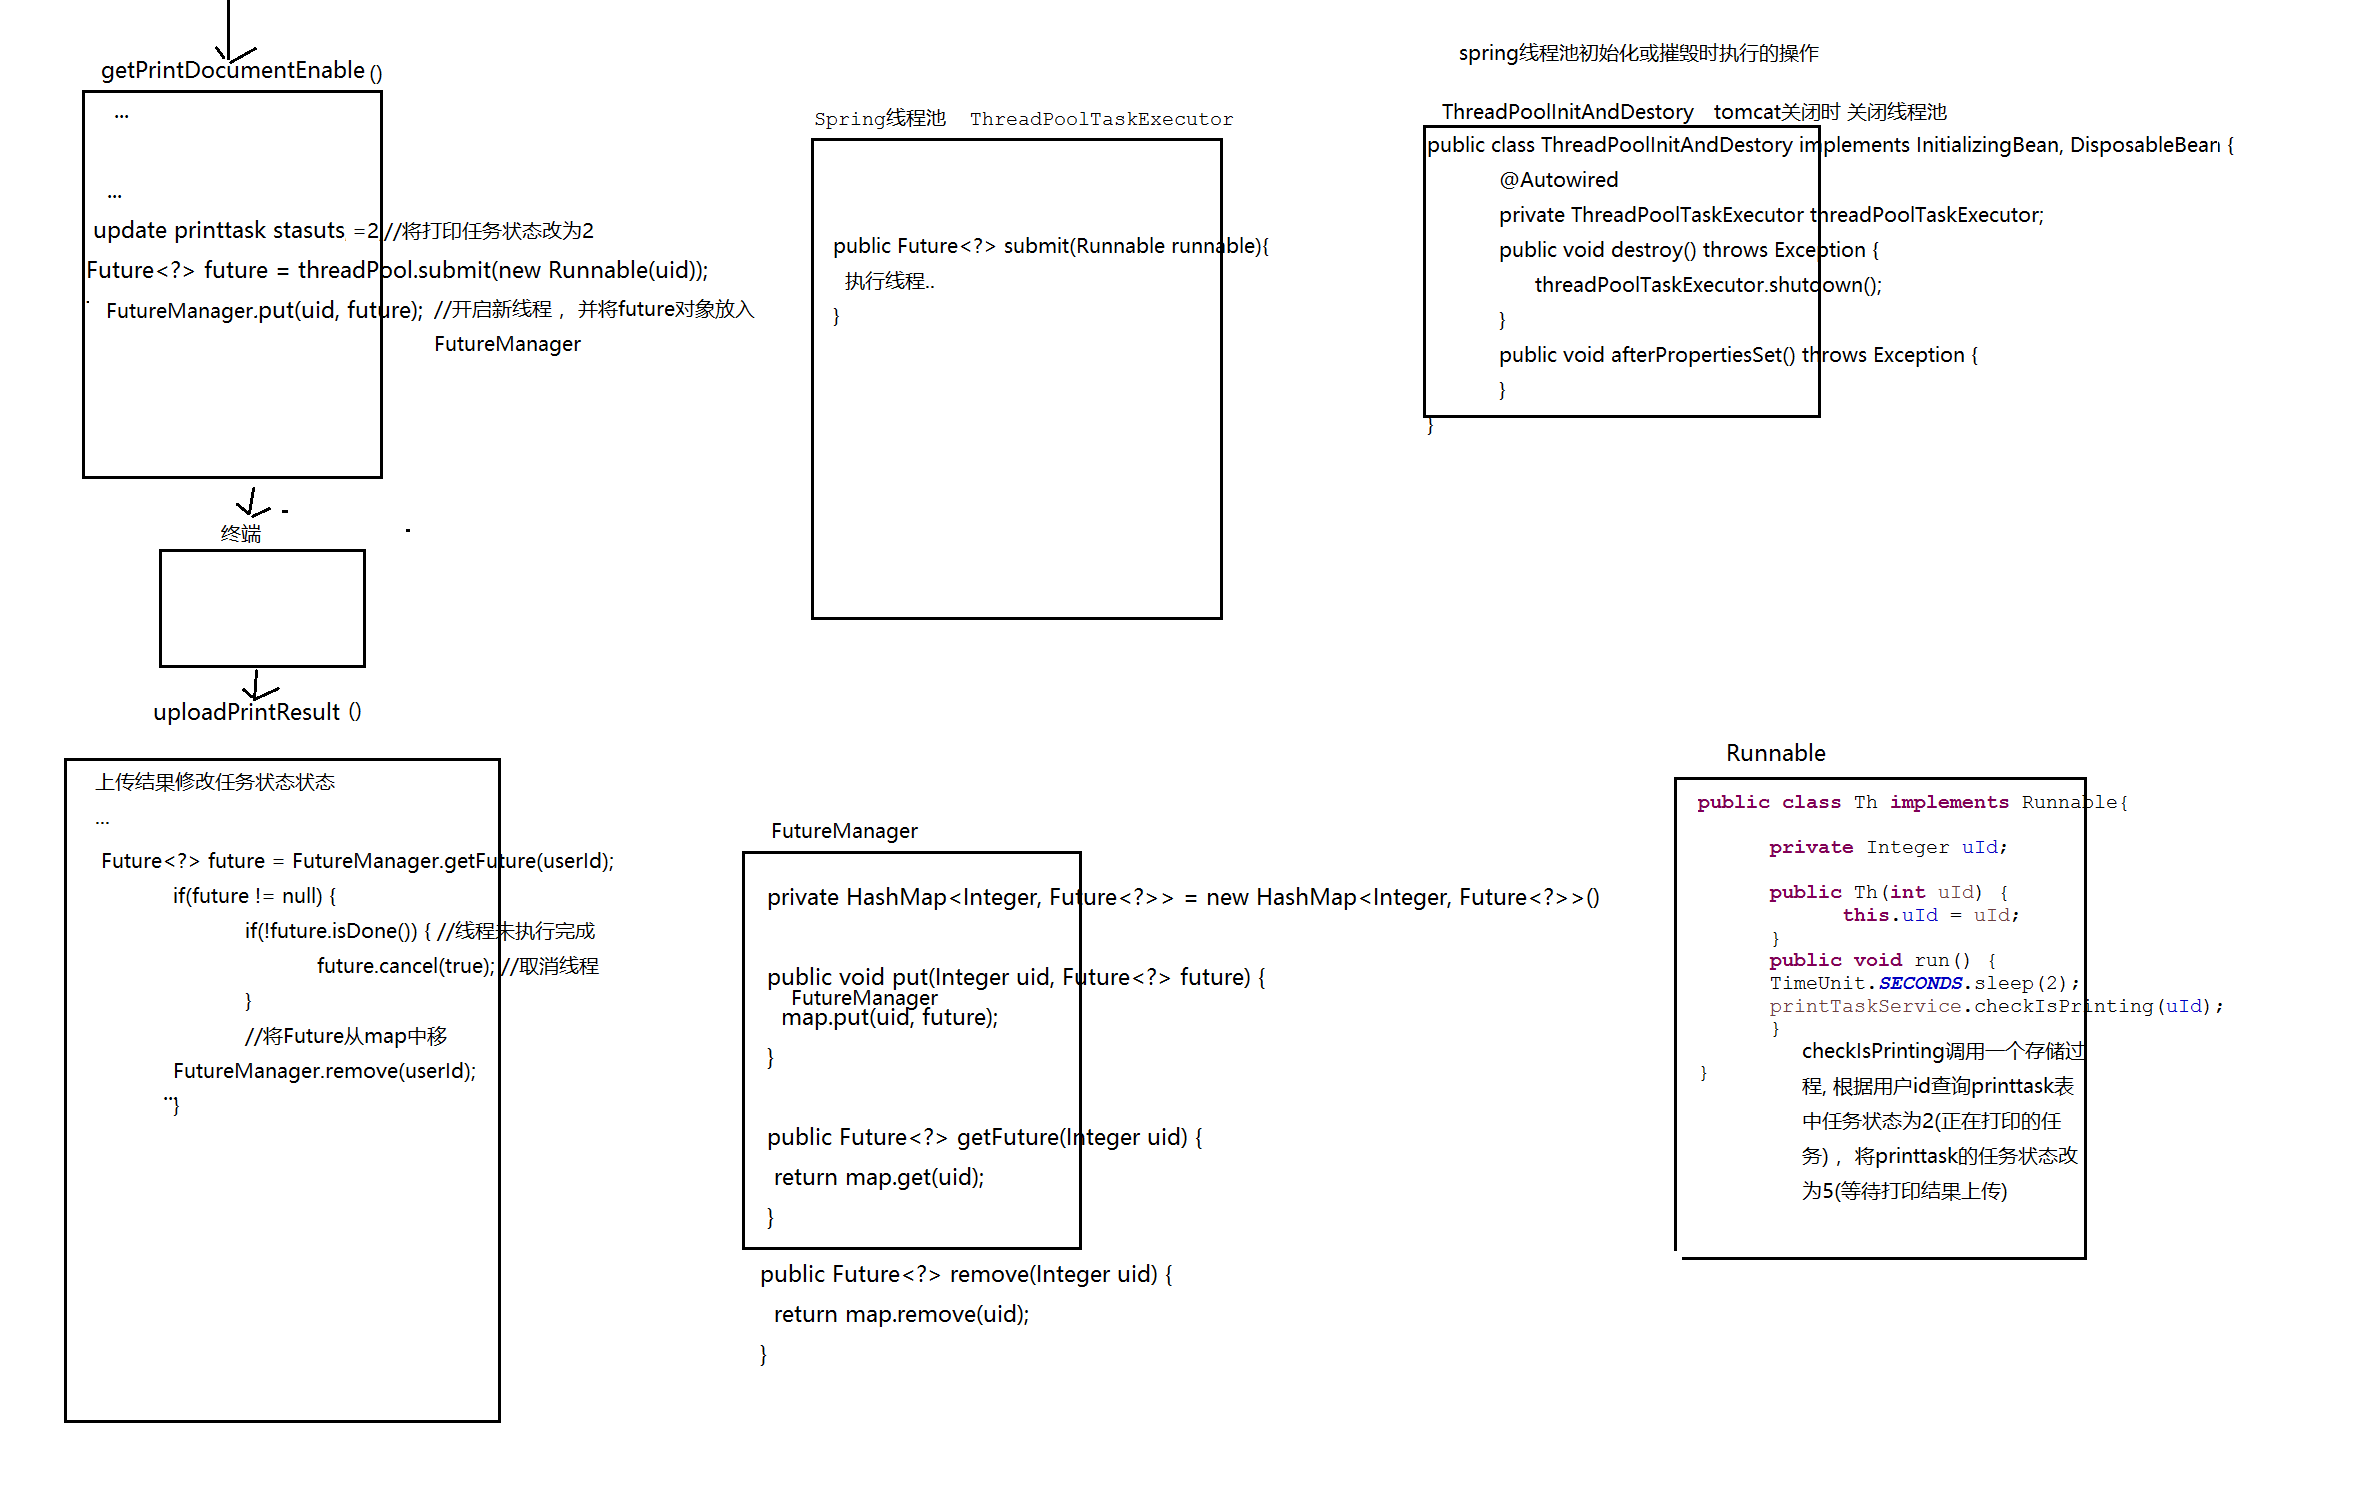 getPrintDocumentEnable ()
...
...
update printtask stasuts =2 //将打印任务状态改为2
Future<?> future = threadPool.submit(new Runnable(uid));
FutureManager.put(uid, future); //开启新线程，并将future对象放入
FutureManager
终端
uploadPrintResult ()
上传结果修改任务状态状态
...
Future<?> future = FutureManager.getFuture(userId);
if(future != null) {
if(!future.isDone()) { //线程未执行完成
future.cancel(true); //取消线程
}
//将Future从map中移
FutureManager.remove(userId);
...}
Spring线程池 ThreadPoolTaskExecutor
public Future<?> submit(Runnable runnable){
执行线程..
}
spring线程池初始化或摧毁时执行的操作
ThreadPoolInitAndDestory tomcat关闭时 关闭线程池
public class ThreadPoolInitAndDestory implements InitializingBean, DisposableBean {
@Autowired
private ThreadPoolTaskExecutor threadPoolTaskExecutor;
public void destroy() throws Exception {
threadPoolTaskExecutor.shutdown();
}
public void afterPropertiesSet() throws Exception {
}
}
FutureManager
private HashMap<Integer, Future<?>> = new HashMap<Integer, Future<?>>()
public void put(Integer uid, Future<?> future) {
FutureManager
map.put(uid, future);
}
public Future<?> getFuture(Integer uid) {
return map.get(uid);
}
public Future<?> remove(Integer uid) {
return map.remove(uid);
}
Runnable
public class Th implements Runnable{
private Integer uId;
public Th(int uId) {
this.uId = uId;
}
public void run() {
TimeUnit.SECONDS.sleep(2);
printTaskService.checkIsPrinting(uId);
}
checkIsPrinting调用一个存储过
}
程, 根据用户id查询printtask表
中任务状态为2(正在打印的任
务)，将printtask的任务状态改
为5(等待打印结果上传)